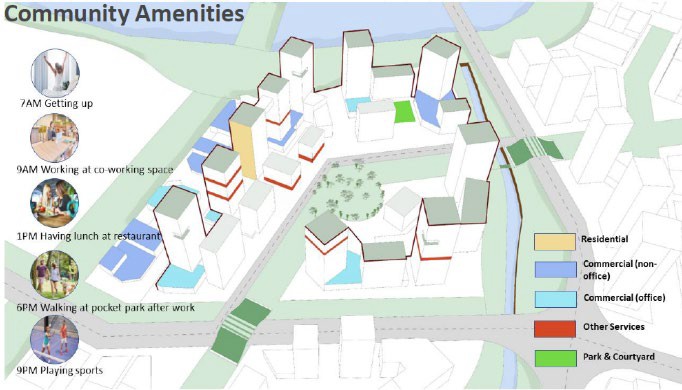 Community Amenities
7AM Getting up
9AM Working at co-working space
1PM Having lunch at restaurant
6PM Walking at pocket park after work
9PM Playing sports
Residential
Commercial (non-
office)
Commercial (office)
Other Services
Park & Courtyard